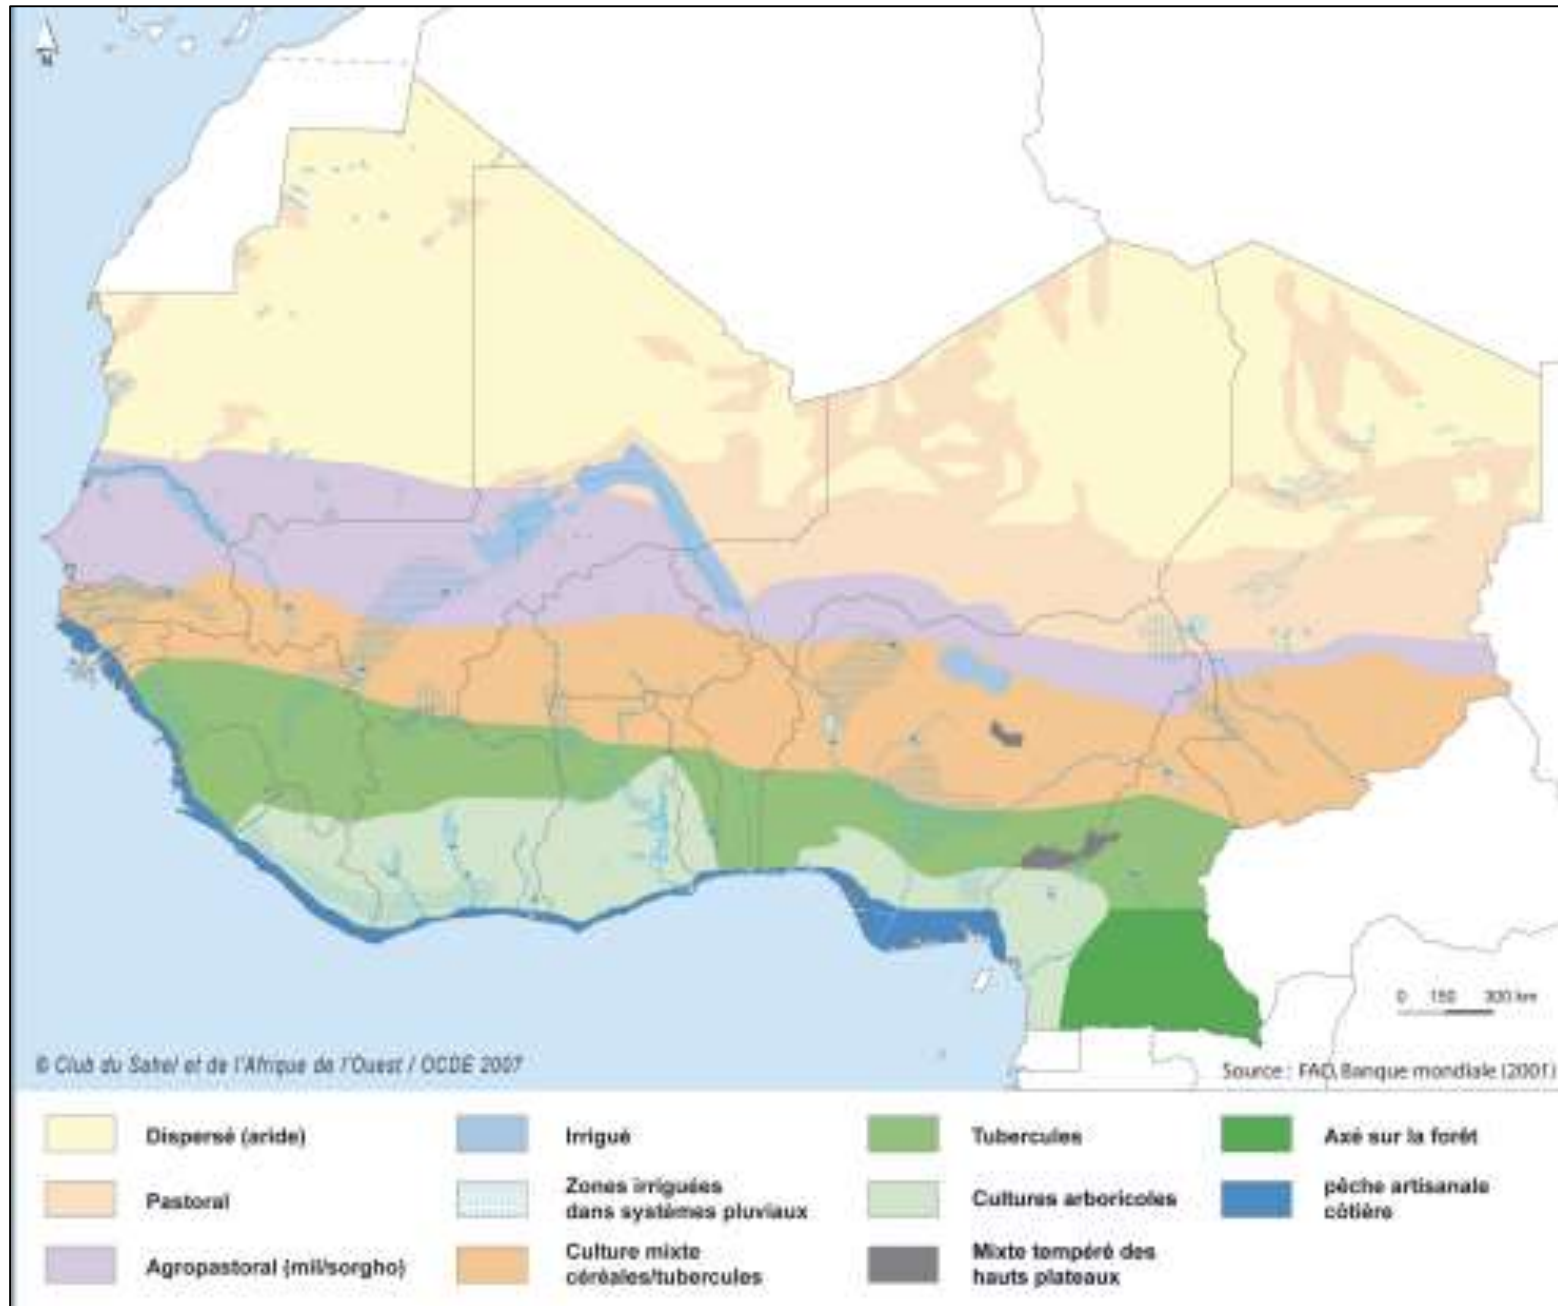 N
0 150 300 km
© Club du Sahel et de l'Afrique de l'Ouest / OCDE 2007
Source : FAO, Banque mondiale (2001)
Dispersé (aride)
Pastoral
Agropastoral (mil/sorgho)
Irrigué
Zones irriguées
dans systèmes pluviaux
Culture mixte
céréales/tubercules
Tubercules
Cultures arboricoles
Mixte tempéré des
hauts plateaux
Axé sur la forêt
pêche artisanale
côtière